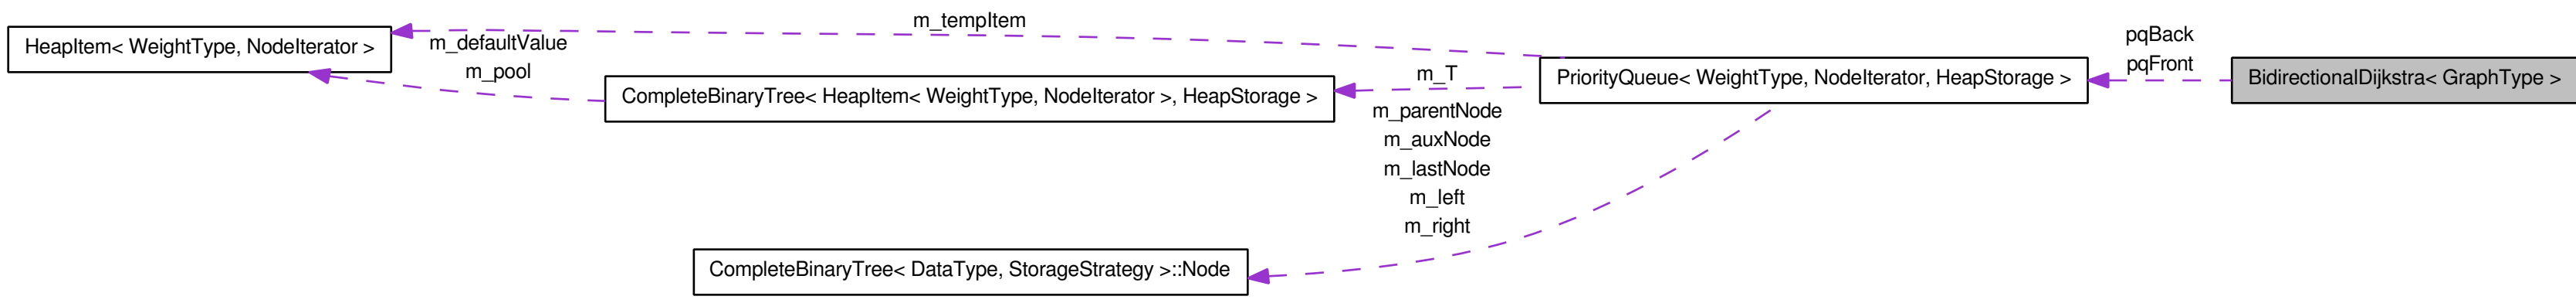 m_tempItem
HeapItem< WeightType, NodeIterator >
m_defaultValue
m_pool
CompleteBinaryTree< HeapItem< WeightType, NodeIterator >, HeapStorage >
m_T
m_parentNode
m_auxNode
m_lastNode
m_left
m_right
PriorityQueue< WeightType, NodeIterator, HeapStorage >
pqBack
pqFront
BidirectionalDijkstra< GraphType >
CompleteBinaryTree< DataType, StorageStrategy >::Node